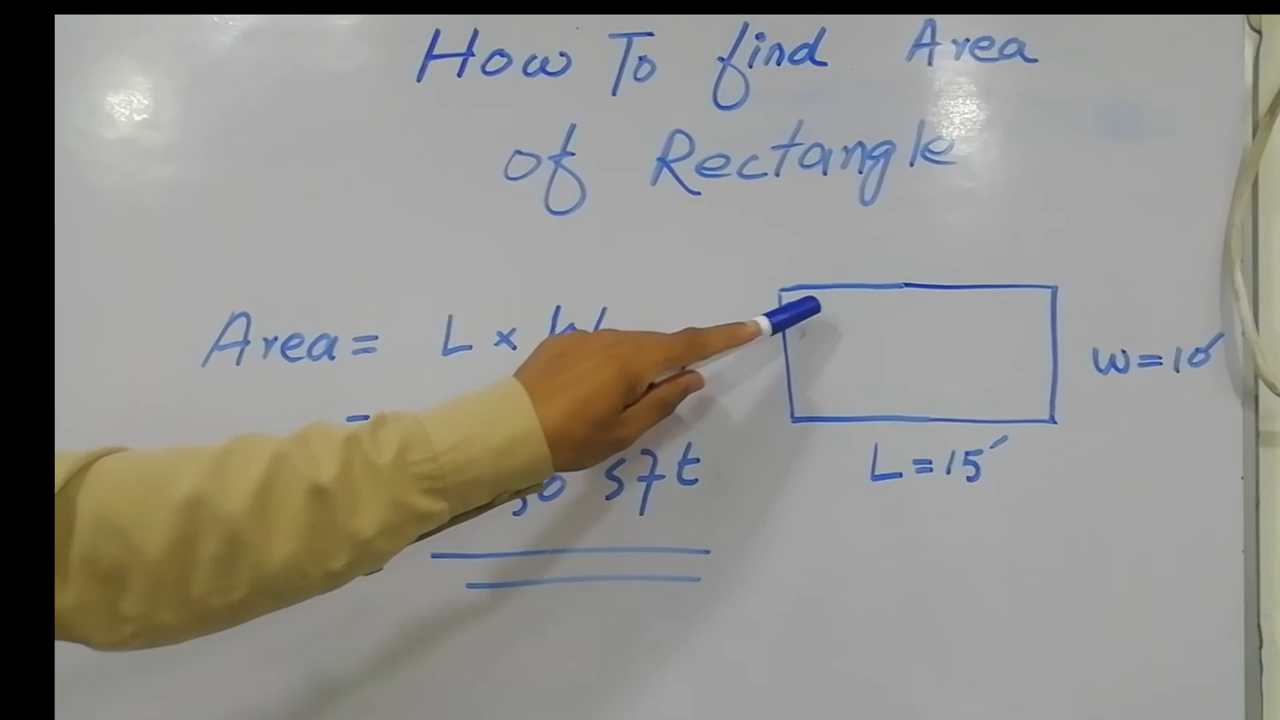 How To find Area
of Rectangle
Area = L ×
W = 10'
=
sft
L = 15'